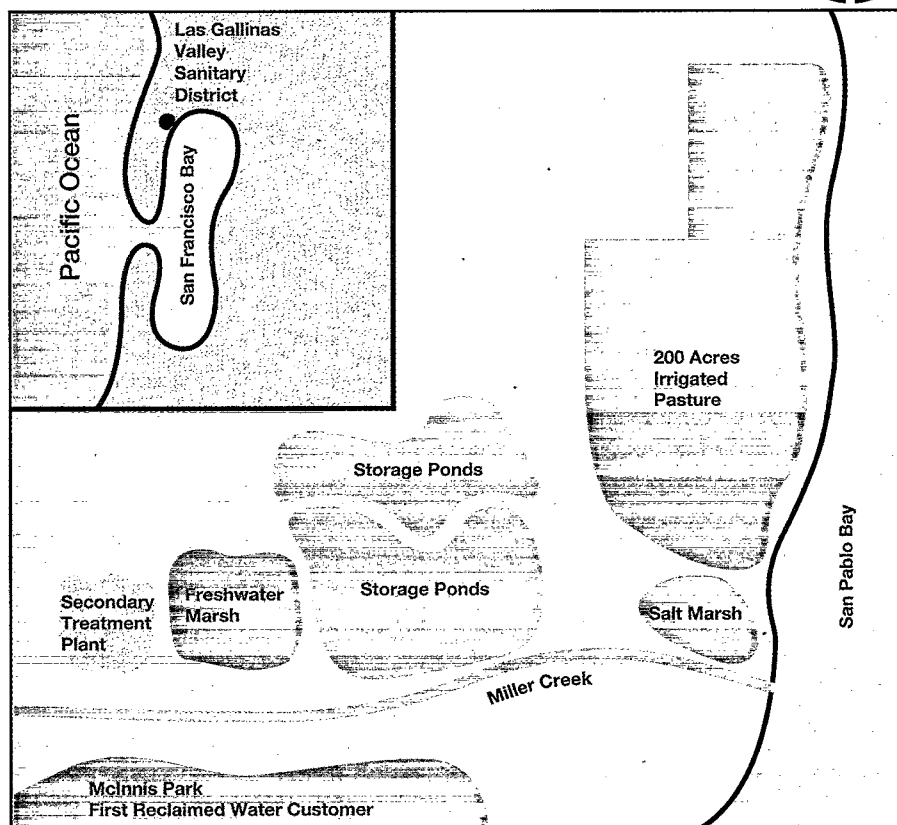 Las Gallinas
Valley
Sanitary
District
Pacific Ocean
San Francisco Bay
200 Acres
Irrigated
Pasture
Storage Ponds
Storage Ponds
Secondary
Treatment
Plant
Freshwater
Marsh
Salt Marsh
San Pablo Bay
Miller Creek
McInnis Park
First Reclaimed Water Customer